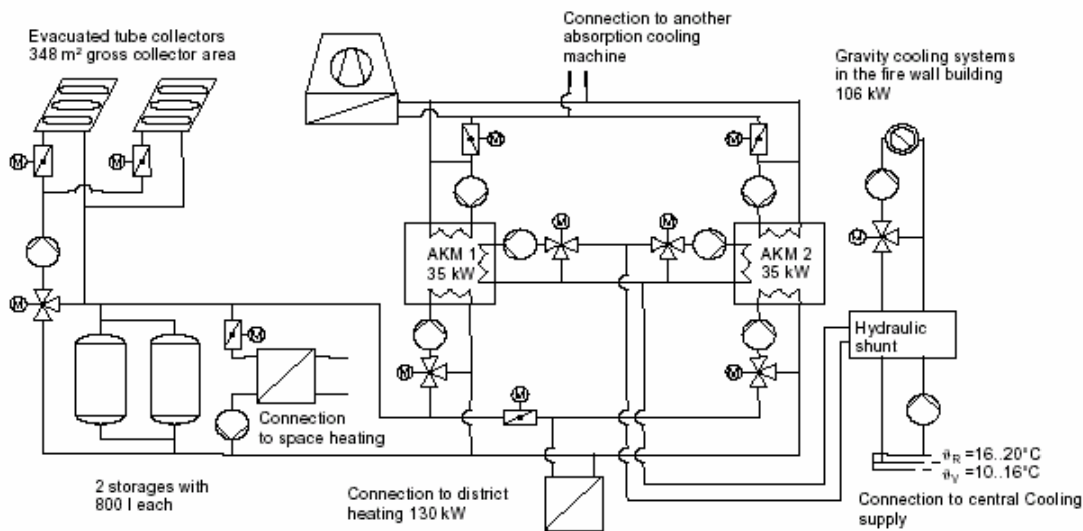 Evacuated tube collectors
348 m² gross collector area
Connection to another
absorption cooling
machine
Gravity cooling systems
in the fire wall building
106 kW
M
M
M
M
M
M
M
AKM 1
35 kW
AKM 2
35 kW
M
M
Hydraulic
shunt
M
M
M
Connection
to space heating
2 storages with
800 l each
Connection to district
heating 130 kW
ϑR =16..20°C
ϑV =10..16°C
Connection to central Cooling
supply